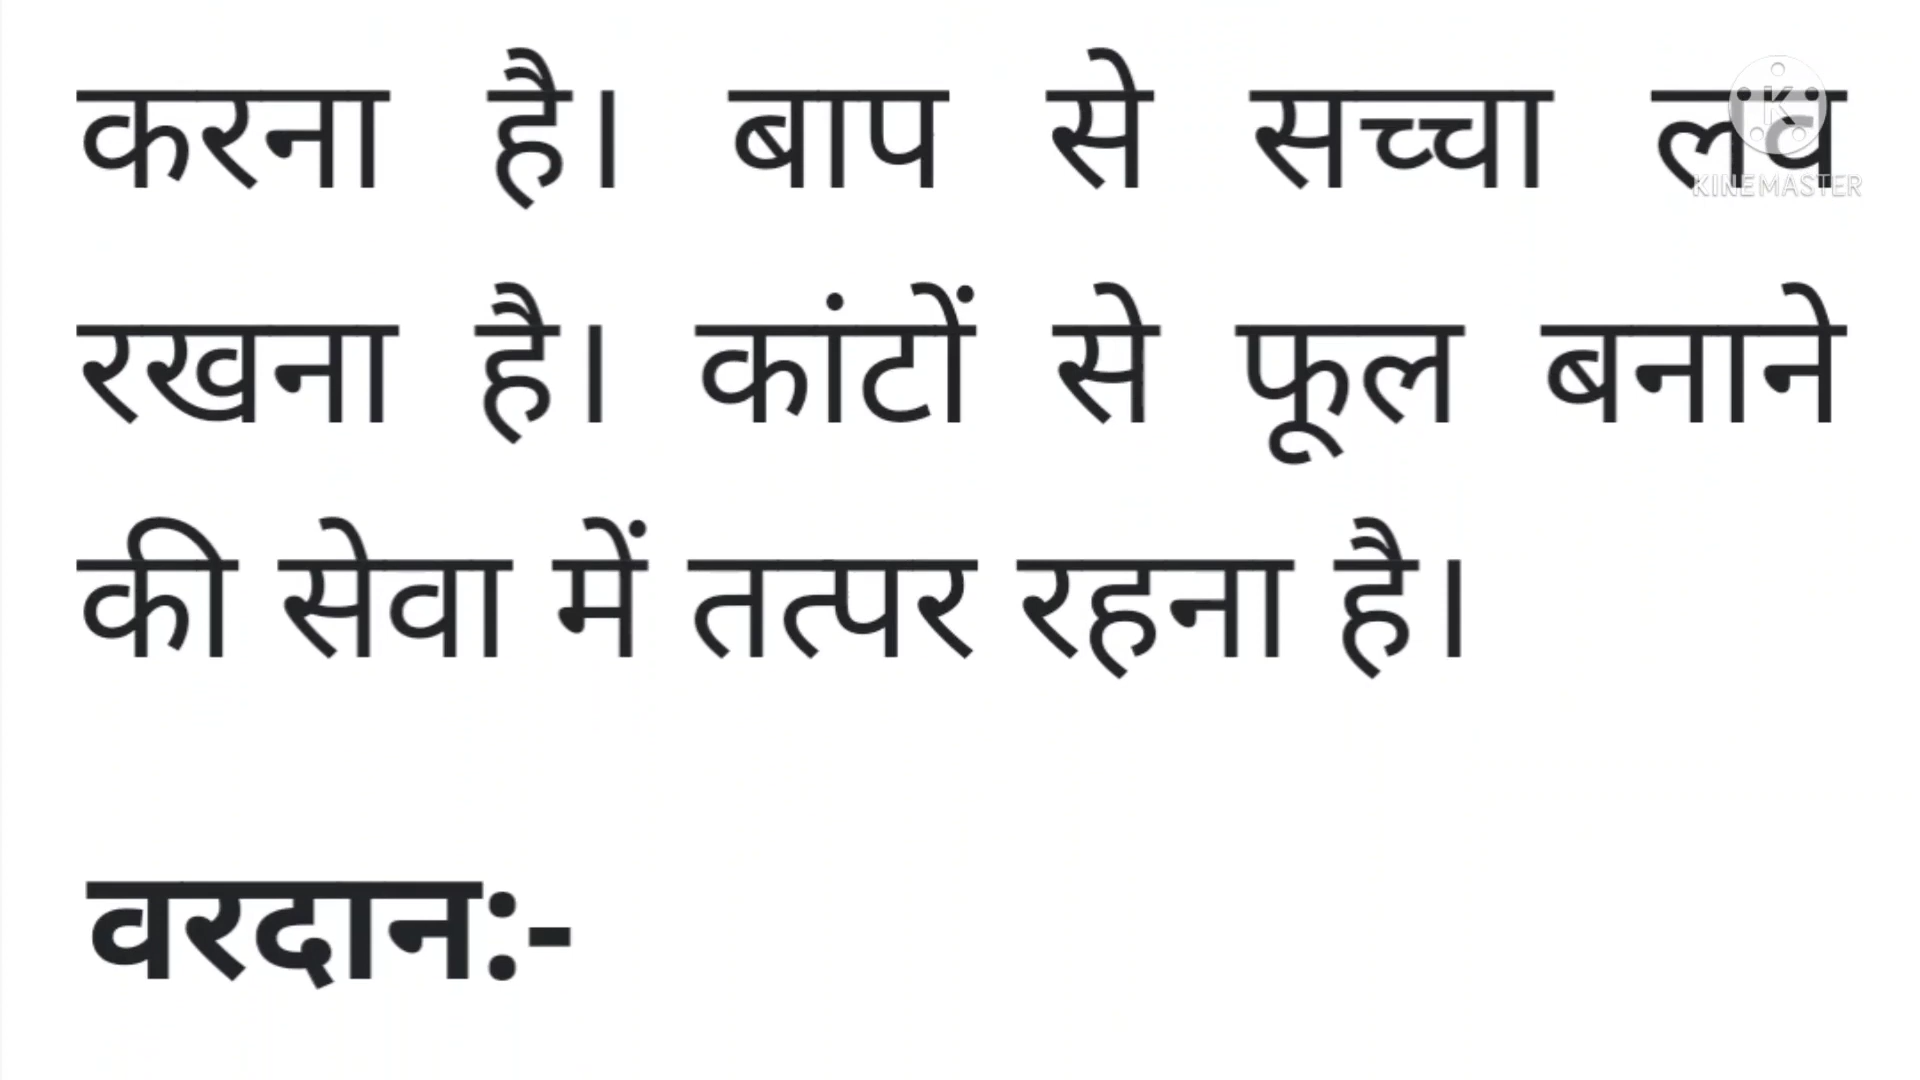 करना है। बाप से सच्चा लव
KINEMASTER
रखना है। कांटों से फूल बनाने
की सेवा में तत्पर रहना है।
वरदान:-